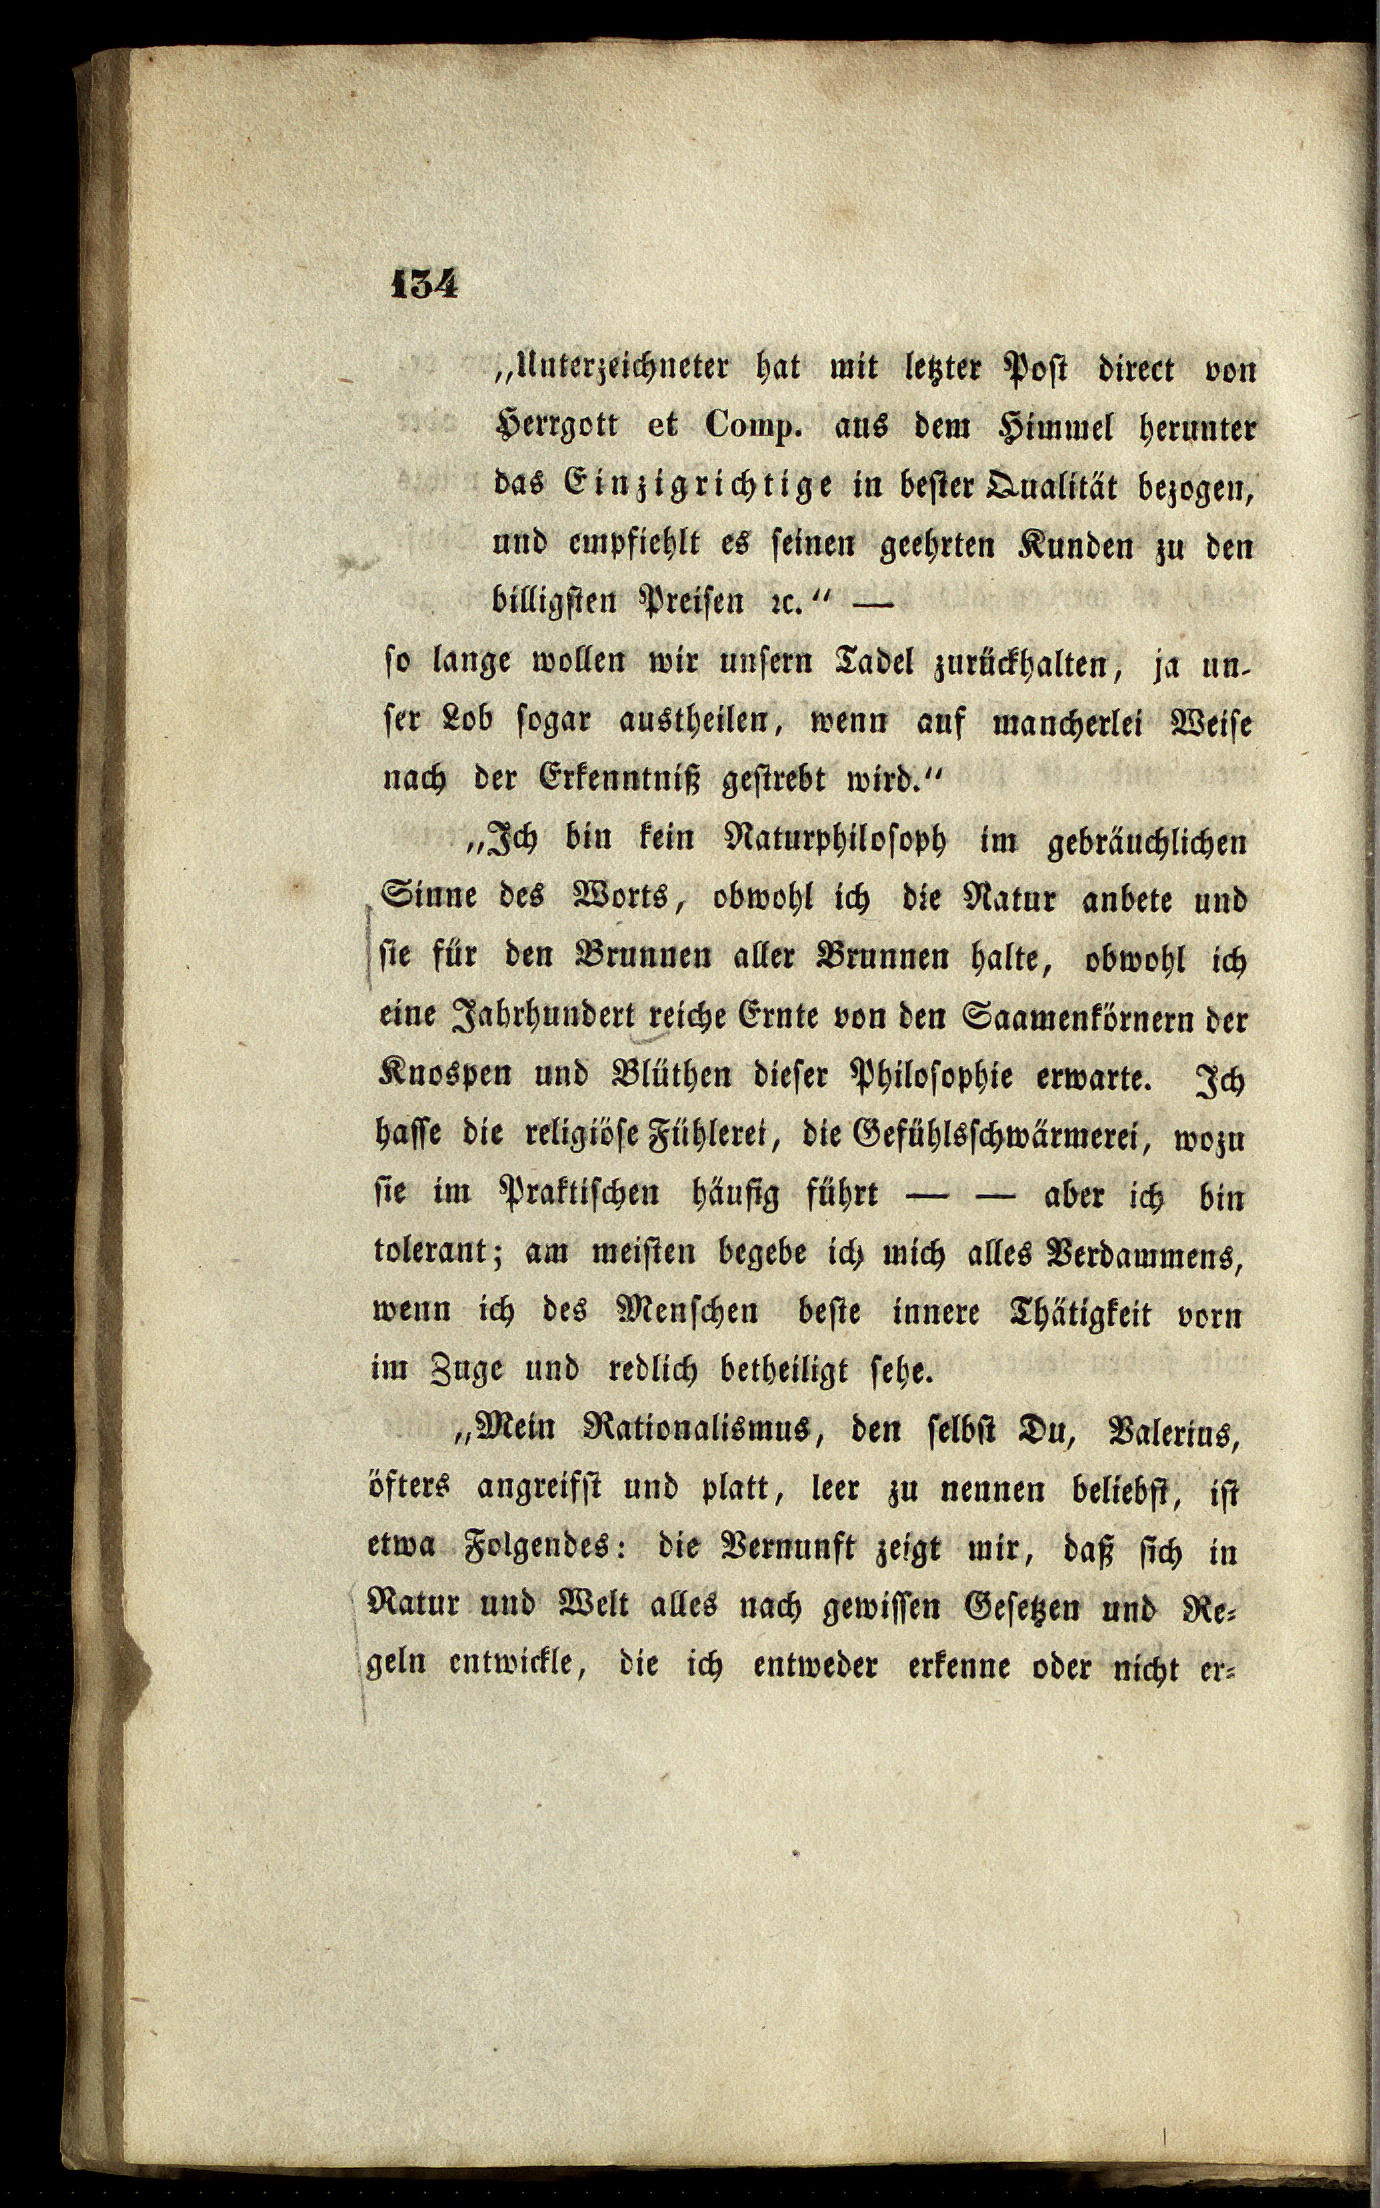 134
„Unterzeichneter hat mit letzter Post direct von
Herrgott et Comp. aus dem Himmel herunter
das Einzigrichtige in bester Qualität bezogen,
und empfiehlt es seinen geehrten Kunden zu den
billigsten Preisen ꝛc.“ —
so lange wollen wir unsern Tadel zurückhalten, ja un-
ser Lob sogar austheilen, wenn auf mancherlei Weise
nach der Erkenntniß gestrebt wird.“
„Ich bin kein Naturphilosoph im gebräuchlichen
Sinne des Worts, obwohl ich die Natur anbete und
sie für den Brunnen aller Brunnen halte, obwohl ich
eine Jahrhundert reiche Ernte von den Saamenkörnern der
Knospen und Blüthen dieser Philosophie erwarte. Ich
hasse die religiöse Fühlerei, die Gefühlsschwärmerei, wozu
sie im Praktischen häufig führt — — aber ich bin
tolerant; am meisten begebe ich mich alles Verdammens,
wenn ich des Menschen beste innere Thätigkeit vorn
im Zuge und redlich betheiligt sehe.
„Mein Rationalismus, den selbst Du, Valerius,
öfters angreifst und platt, leer zu nennen beliebst, ist
etwa Folgendes: die Vernunft zeigt mir, daß sich in
Natur und Welt alles nach gewissen Gesetzen und Re-
geln entwickle, die ich entweder erkenne oder nicht er-